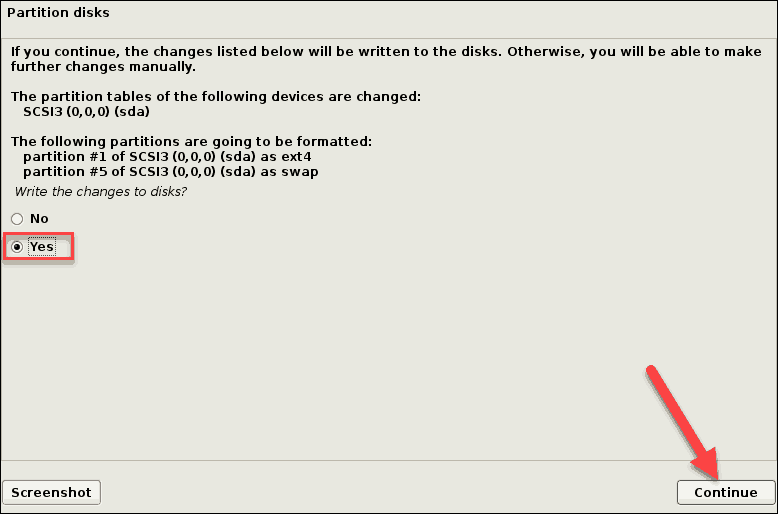 Partition disks
If you continue, the changes listed below will be written to the disks. Otherwise, you will be able to make
further changes manually.
The partition tables of the following devices are changed:
SCSI3 (0,0,0) (sda)
The following partitions are going to be formatted:
partition #1 of SCSI3 (0,0,0) (sda) as ext4
partition #5 of SCSI3 (0,0,0) (sda) as swap
Write the changes to disks?
No
Yes
Screenshot
Continue